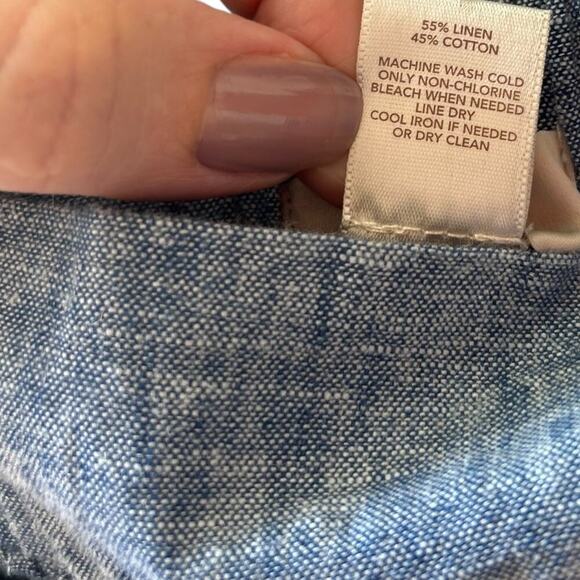 55% LINEN
45% COTTON
MACHINE WASH COLD
ONLY NON-CHLORINE
BLEACH WHEN NEEDED
LINE DRY
COOL IRON IF NEEDED
OR DRY CLEAN